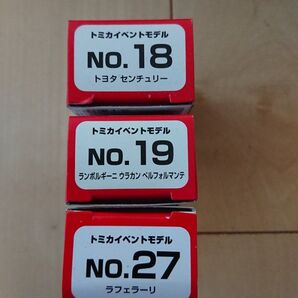 トミカイベントモデル
NO.18
トヨタ センチュリー
トミカイベントモデル
NO.19
ランボルギーニ ウラカン ペルフォルマンテ
トミカイベントモデル
NO.27
ラフェラーリ